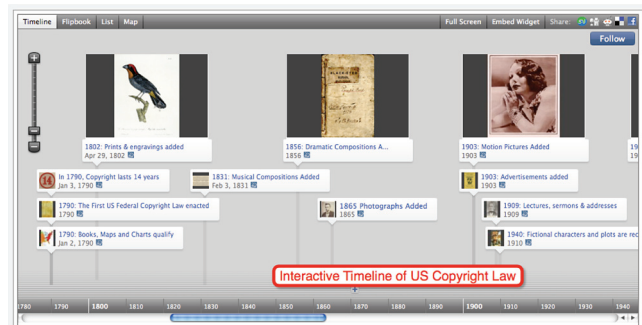 Timeline Flipbook List Map Full Screen Embed Widget Share:
Follow
1802: Prints & engravings added
Apr 29, 1802
1856: Dramatic Compositions A...
1856
1903: Motion Pictures Added
1903
19
19
In 1790, Copyright lasts 14 years
Jan 3, 1790
1831: Musical Compositions Added
Feb 3, 1831
1903: Advertisements added
1903
1790: The First US Federal Copyright Law enacted
1790
1865 Photographs Added
1865
1909: Lectures, sermons & addresses
1909
1790: Books, Maps and Charts qualify
Jan 2, 1790
1940: Fictional characters and plots are rec
1910
Interactive Timeline of US Copyright Law
1780 1790 1800 1810 1820 1830 1840 1850 1860 1870 1880 1890 1900 1910 1920 1930 1940